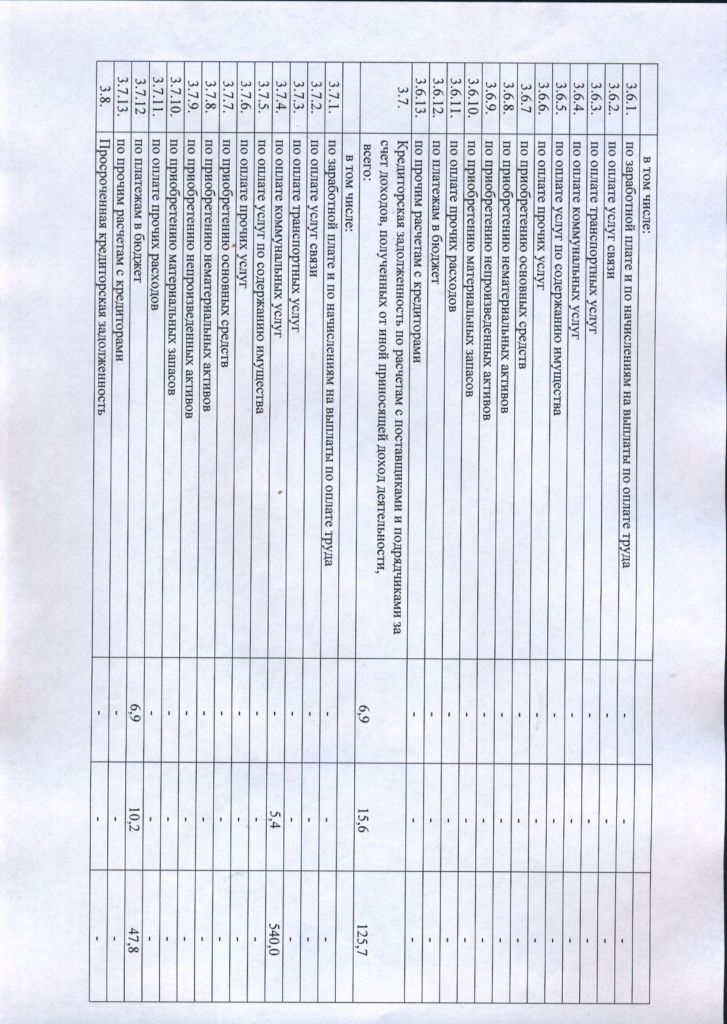 в том числе:
3.6.1. по заработной плате и по начислениям на выплаты по оплате труда - - -
3.6.2. по оплате услуг связи - - -
3.6.3. по оплате транспортных услуг - - -
3.6.4. по оплате коммунальных услуг - - -
3.6.5. по оплате услуг по содержанию имущества - - -
3.6.6. по оплате прочих услуг - - -
3.6.7 по приобретению основных средств - - -
3.6.8. по приобретению нематериальных активов - - -
3.6.9. по приобретению непроизведенных активов - - -
3.6.10. по приобретению материальных запасов - - -
3.6.11. по оплате прочих расходов - - -
3.6.12. по платежам в бюджет - - -
3.6.13. по прочим расчетам с кредиторами - - -
3.7. Кредиторская задолженность по расчетам с поставщиками и подрядчиками за
счет доходов, полученных от иной приносящей доход деятельности,
всего: 6,9 15,6 125,7
в том числе:
3.7.1. по заработной плате и по начислениям на выплаты по оплате труда - - -
3.7.2. по оплате услуг связи - - -
3.7.3. по оплате транспортных услуг - - -
3.7.4. по оплате коммунальных услуг - 5,4 540,0
3.7.5. по оплате услуг по содержанию имущества - - -
3.7.6. по оплате прочих услуг - - -
3.7.7. по приобретению основных средств - - -
3.7.8. по приобретению нематериальных активов - - -
3.7.9. по приобретению непроизведенных активов - - -
3.7.10. по приобретению материальных запасов - - -
3.7.11. по оплате прочих расходов - - -
3.7.12 по платежам в бюджет 6,9 10,2 47,8
3.7.13. по прочим расчетам с кредиторами - - -
3.8. Просроченная кредиторская задолженность - - -